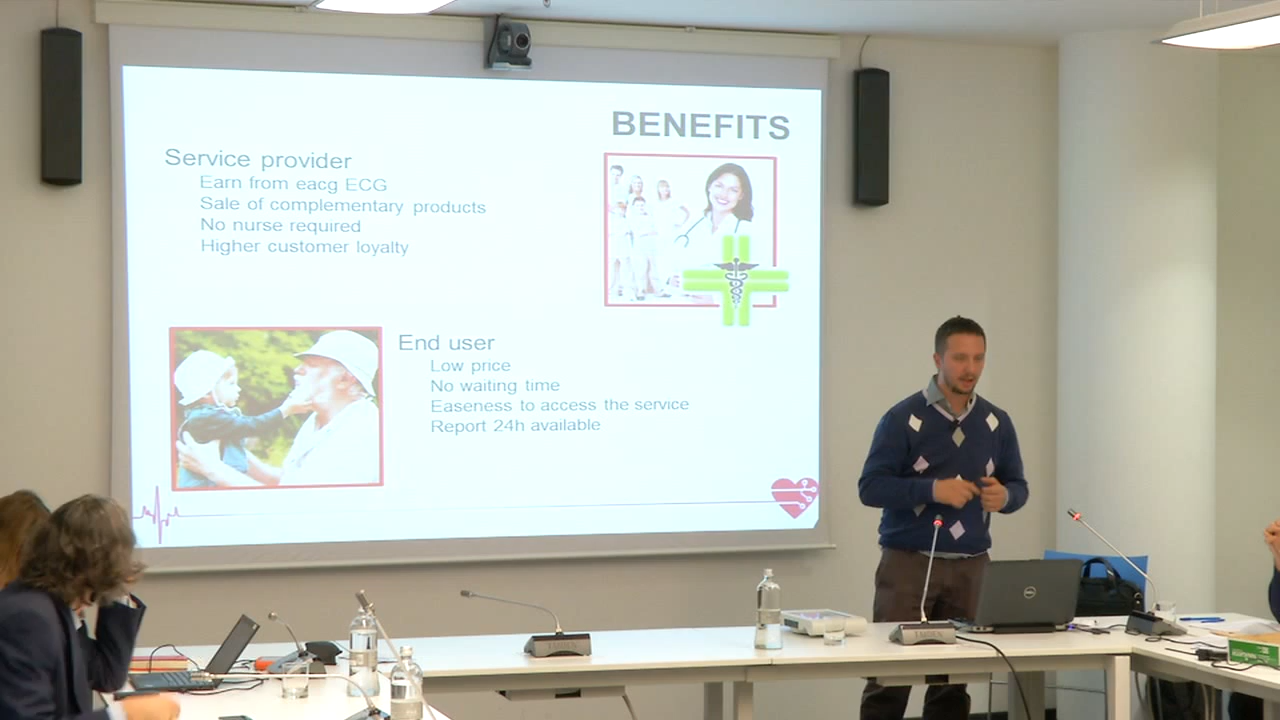 BENEFITS
Service provider
Earn from eacg ECG
Sale of complementary products
No nurse required
Higher customer loyalty
End user
Low price
No waiting time
Easeness to access the service
Report 24h available
DELL